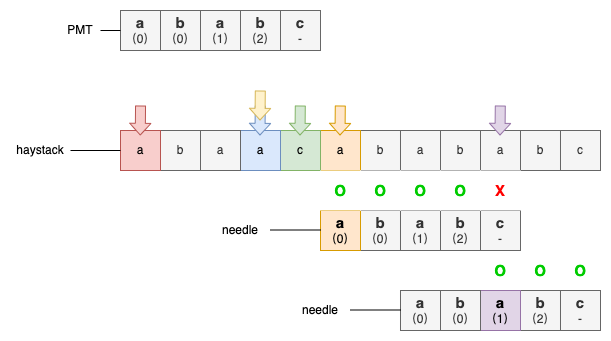 PMT a b a b c
(0) (0) (1) (2) -
haystack a b a a c a b a b a b c
O O O O X
needle a b a b c
(0) (0) (1) (2) -
O O O
needle a b a b c
(0) (0) (1) (2) -